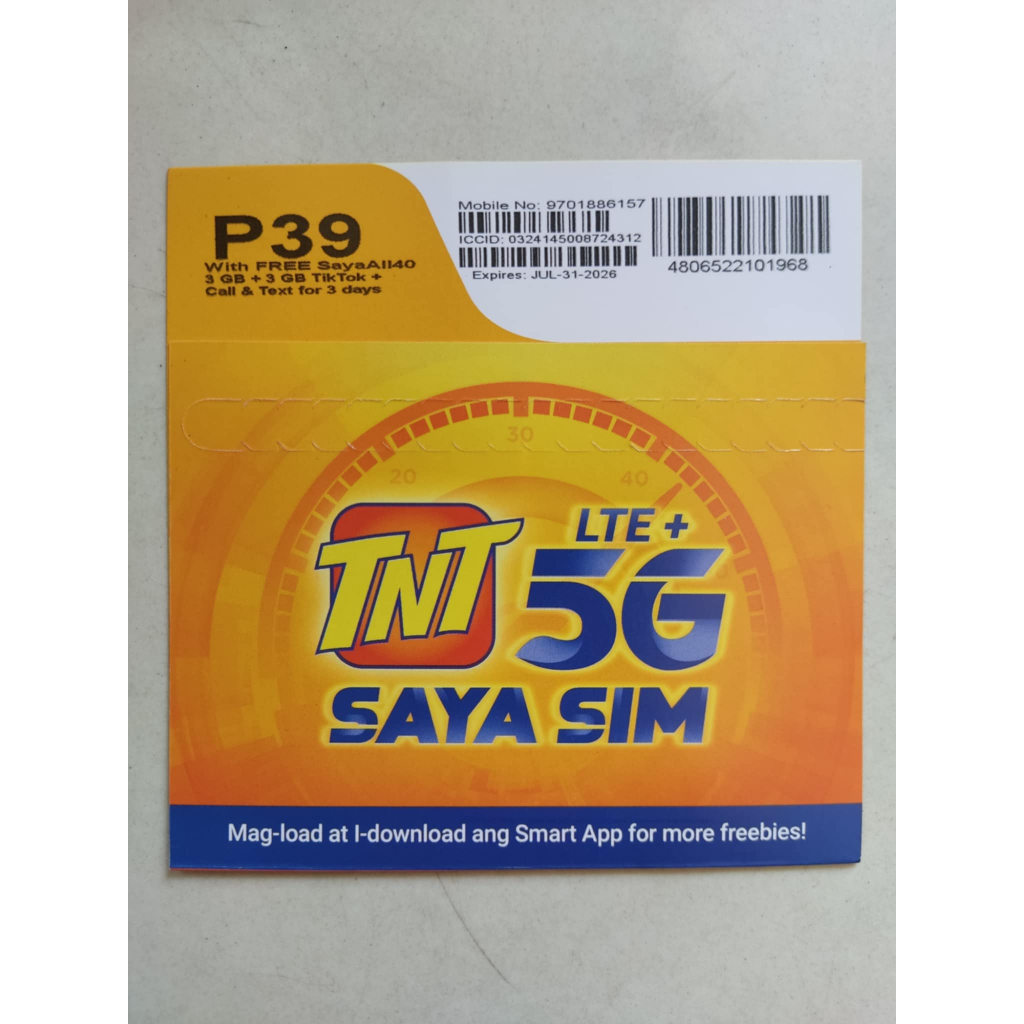 P39
With FREE SayaAll40
3 GB + 3 GB TikTok +
Call & Text for 3 days
Mobile No: 9701886157
ICCID: 0324145008724312
Expires: JUL-31-2026
4806522101968
20
30
40
TNT
LTE +
5G
SAYA SIM
Mag-load at I-download ang Smart App for more freebies!